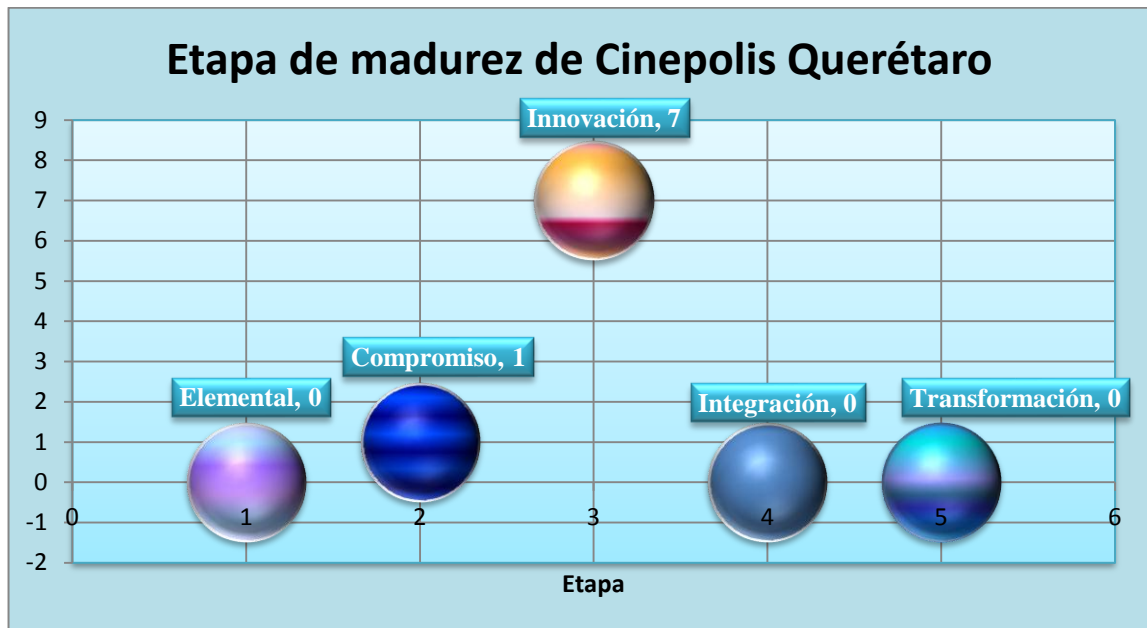 Etapa de madurez de Cinepolis Querétaro
Innovación, 7
9
8
7
6
5
4
3
2
1
0
-1
-2
Compromiso, 1
Elemental, 0
Integración, 0
Transformación, 0
0 1 2 3 4 5 6
Etapa